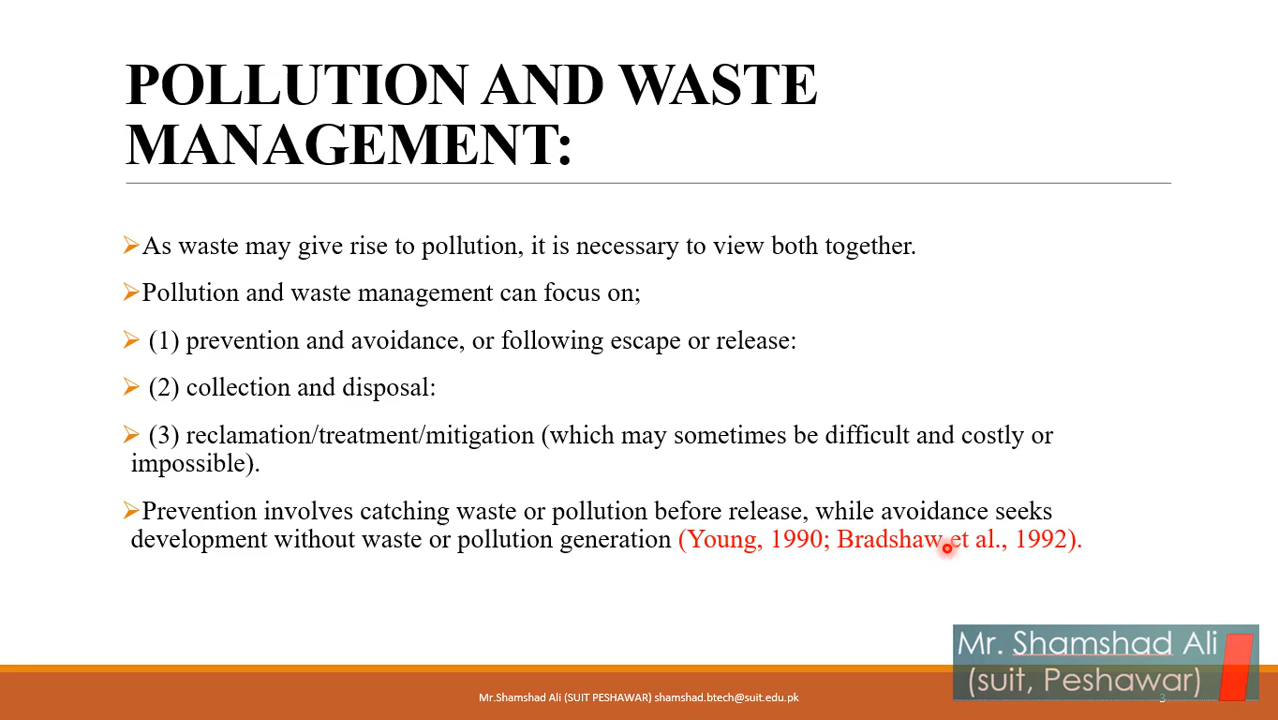 POLLUTION AND WASTE
MANAGEMENT:
As waste may give rise to pollution, it is necessary to view both together.
Pollution and waste management can focus on;
(1) prevention and avoidance, or following escape or release:
(2) collection and disposal:
(3) reclamation/treatment/mitigation (which may sometimes be difficult and costly or
impossible).
Prevention involves catching waste or pollution before release, while avoidance seeks
development without waste or pollution generation (Young, 1990; Bradshaw et al., 1992).
Mr. Shamshad Ali
(suit, Peshawar)
Mr.Shamshad Ali (SUIT PESHAWAR) shamshad.btech@suit.edu.pk
3